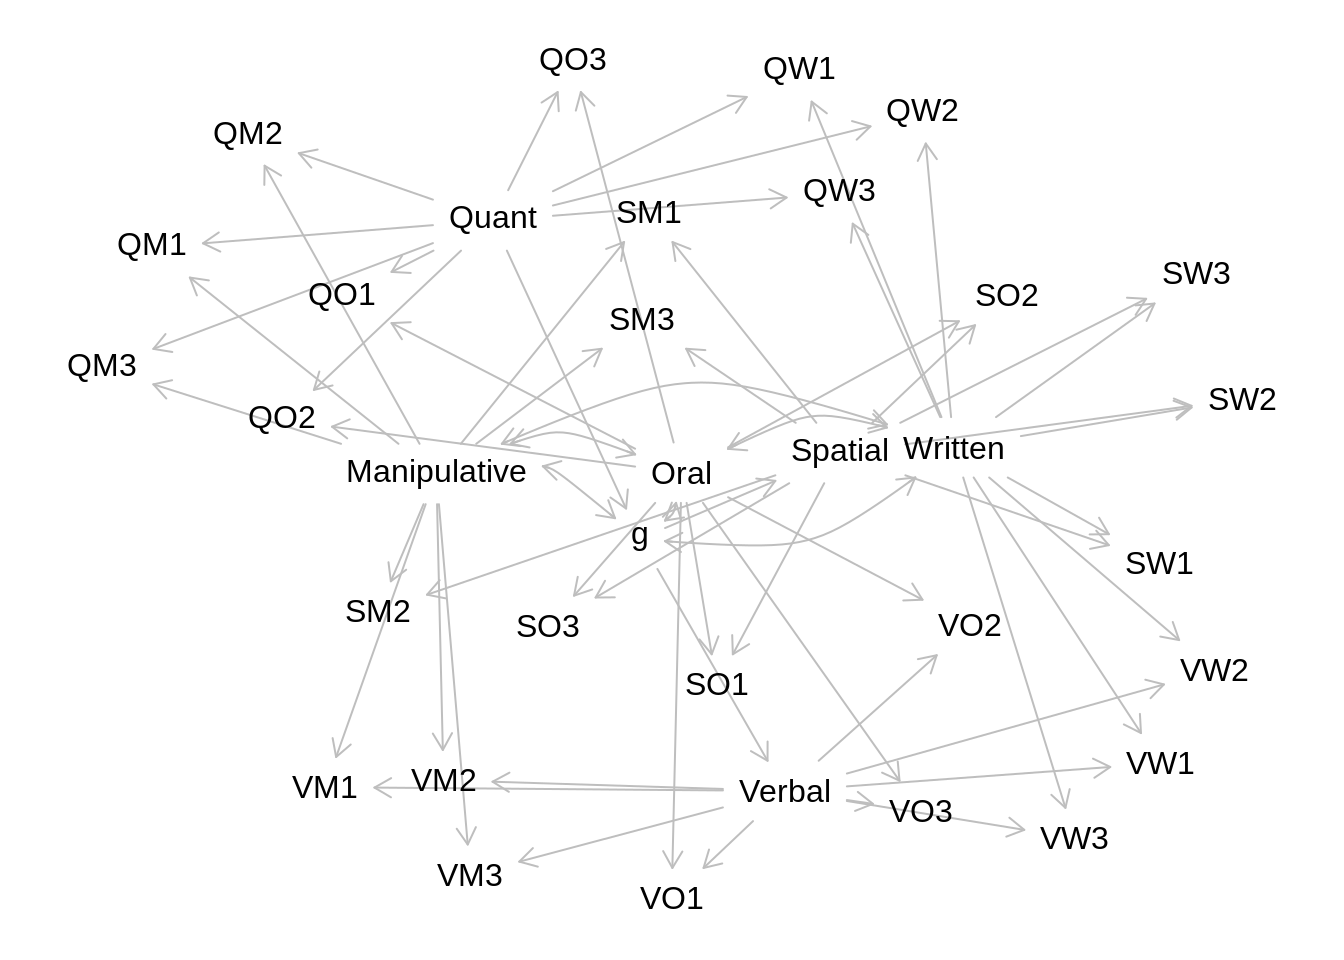 QO3
QW1
QW2
QM2
QW3
SM1
Quant
QM1
SW3
QO1
SO2
SM3
QM3
SW2
QO2
Spatial
Written
Manipulative
Oral
g
SW1
SM2
SO3
VO2
VW2
SO1
VW1
VM2
VM1
Verbal
VO3
VW3
VM3
VO1